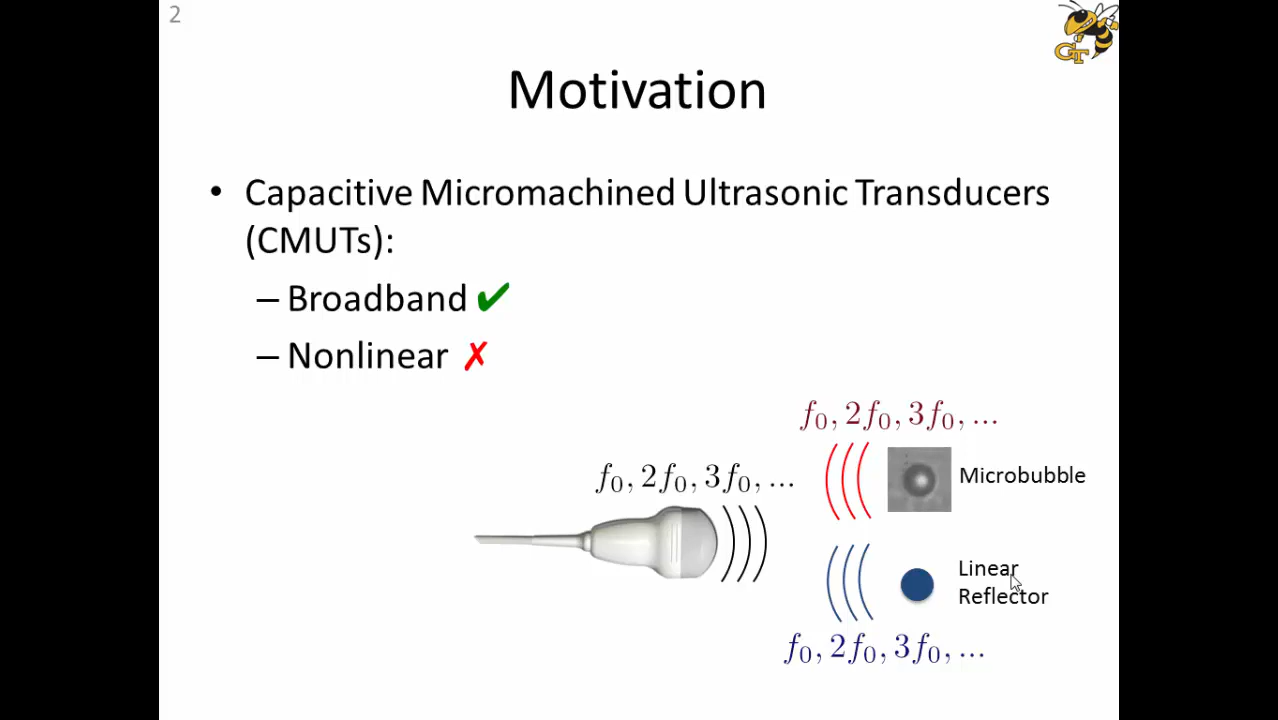 2
GT
Motivation
• Capacitive Micromachined Ultrasonic Transducers
(CMUTs):
– Broadband ✔
– Nonlinear ✗
f₀, 2f₀, 3f₀, ...
Microbubble
f₀, 2f₀, 3f₀, ...
Linear
Reflector
f₀, 2f₀, 3f₀, ...